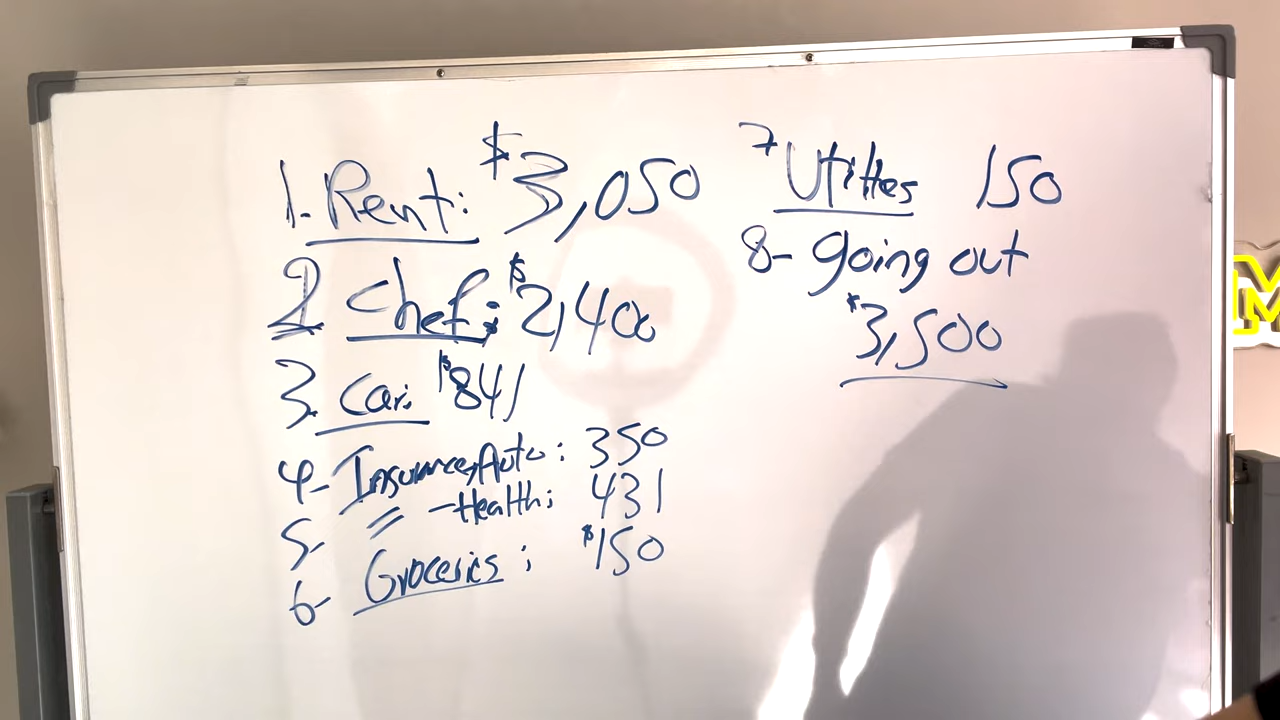 1. Rent: $3,050
2 Chef: $2,400
3. Car: $841
4- Insurance, Auto: 350
5- " - Health: 431
6- Groceries: $150
7 Utilties 150
8- going out
$3,500
M
M